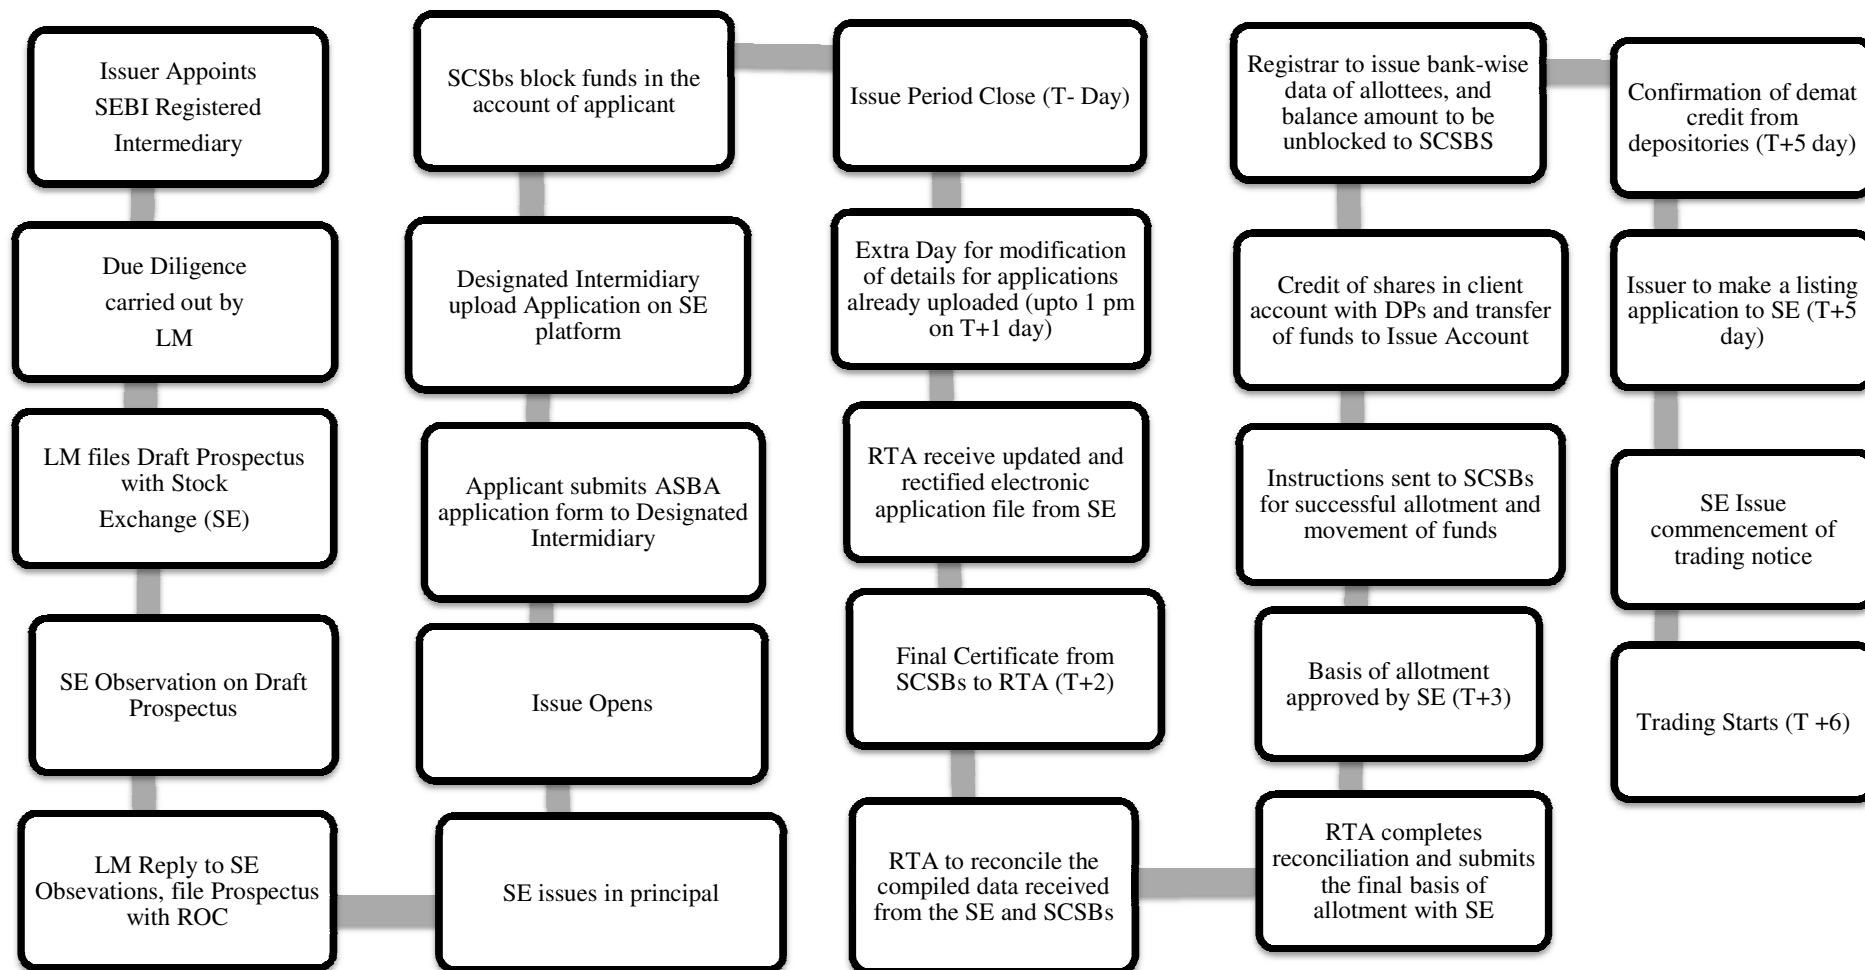 Issuer Appoints
SEBI Registered
Intermediary
Due Diligence
carried out by
LM
LM files Draft Prospectus
with Stock
Exchange (SE)
SE Observation on Draft
Prospectus
LM Reply to SE
Obsevations, file Prospectus
with ROC
SE issues in principal
Issue Opens
Applicant submits ASBA
application form to Designated
Intermidiary
Designated Intermidiary
upload Application on SE
platform
SCSbs block funds in the
account of applicant
Issue Period Close (T- Day)
Extra Day for modification
of details for applications
already uploaded (upto 1 pm
on T+1 day)
RTA receive updated and
rectified electronic
application file from SE
Final Certificate from
SCSBs to RTA (T+2)
RTA to reconcile the
compiled data received
from the SE and SCSBs
RTA completes
reconciliation and submits
the final basis of
allotment with SE
Basis of allotment
approved by SE (T+3)
Instructions sent to SCSBs
for successful allotment and
movement of funds
Credit of shares in client
account with DPs and transfer
of funds to Issue Account
Registrar to issue bank-wise
data of allottees, and
balance amount to be
unblocked to SCSBS
Confirmation of demat
credit from
depositories (T+5 day)
Issuer to make a listing
application to SE (T+5
day)
SE Issue
commencement of
trading notice
Trading Starts (T +6)